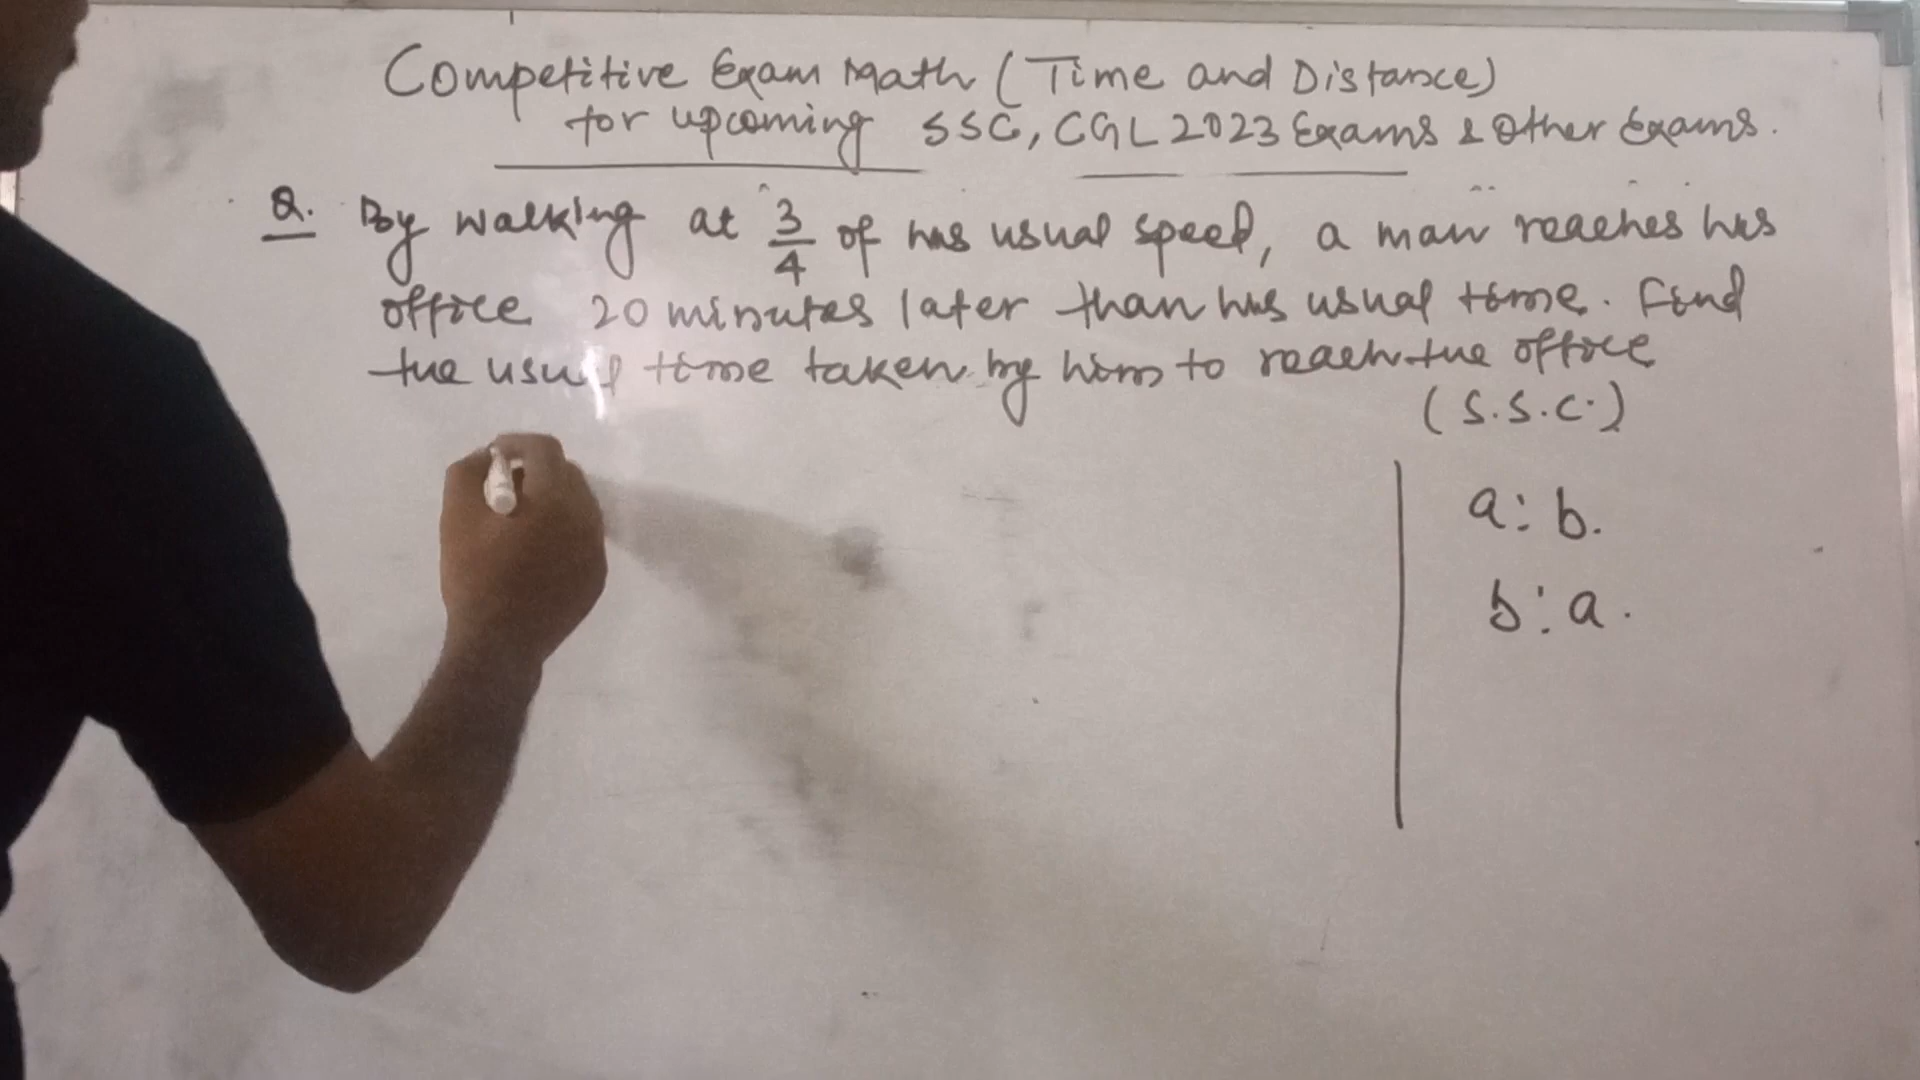 Competitive Exam Math (Time and Distance)
for upcoming SSC, CGL 2023 Exams & Other Exams.
Q. By walking at 3/4 of his usual speed, a man reaches his
office 20 minutes later than his usual time. Find
the usual time taken by him to reach the office
(S.S.C.)
a:b.
b:a.